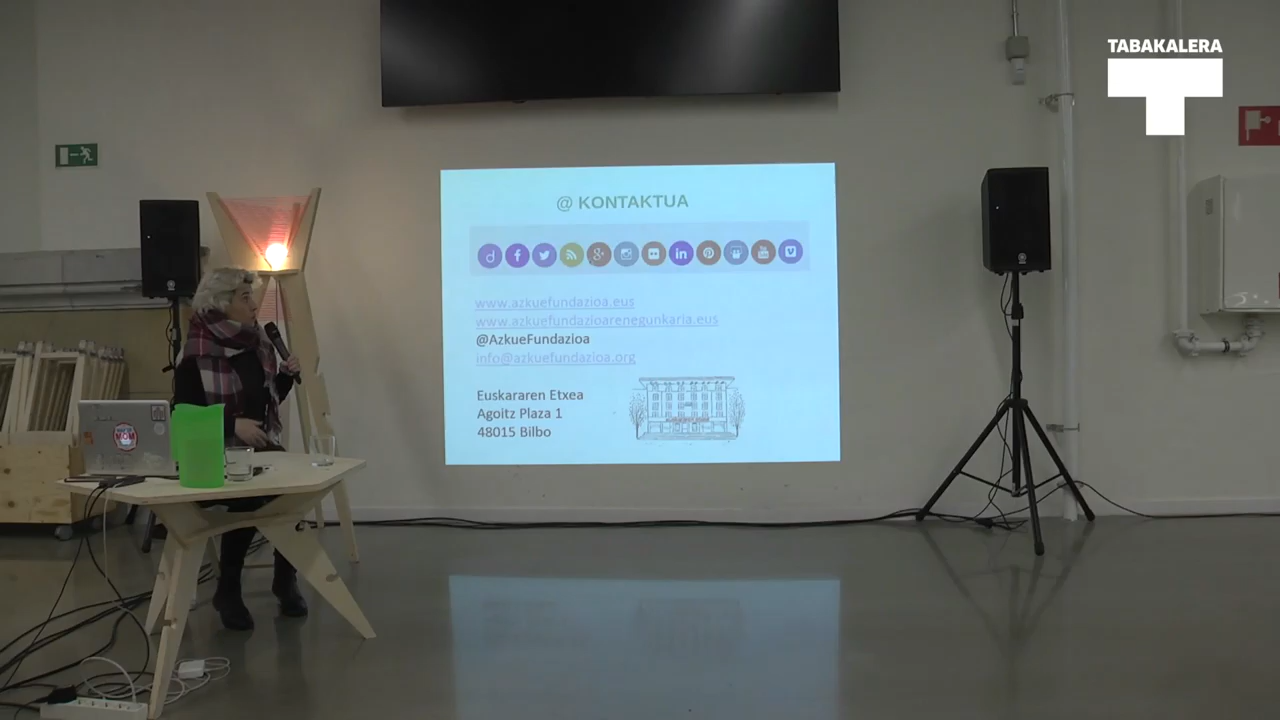 TABAKALERA
@ KONTAKTUA
www.azkuefundazioa.eus
www.azkuefundazioarenegunkaria.eus
@AzkueFundazioa
info@azkuefundazioa.org
Euskararen Etxea
Agoitz Plaza 1
48015 Bilbo